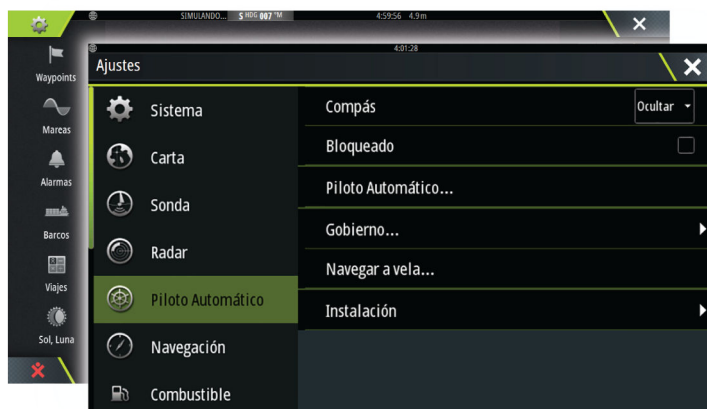 SIMULANDO... S HDG 007 °M 4:59:56 4.9 m
Waypoints
Mareas
Alarmas
Barcos
Viajes
Sol, Luna
4:01:28
Ajustes
Sistema
Carta
Sonda
Radar
Piloto Automático
Navegación
Combustible
Compás Ocultar
Bloqueado
Piloto Automático...
Gobierno...
Navegar a vela...
Instalación